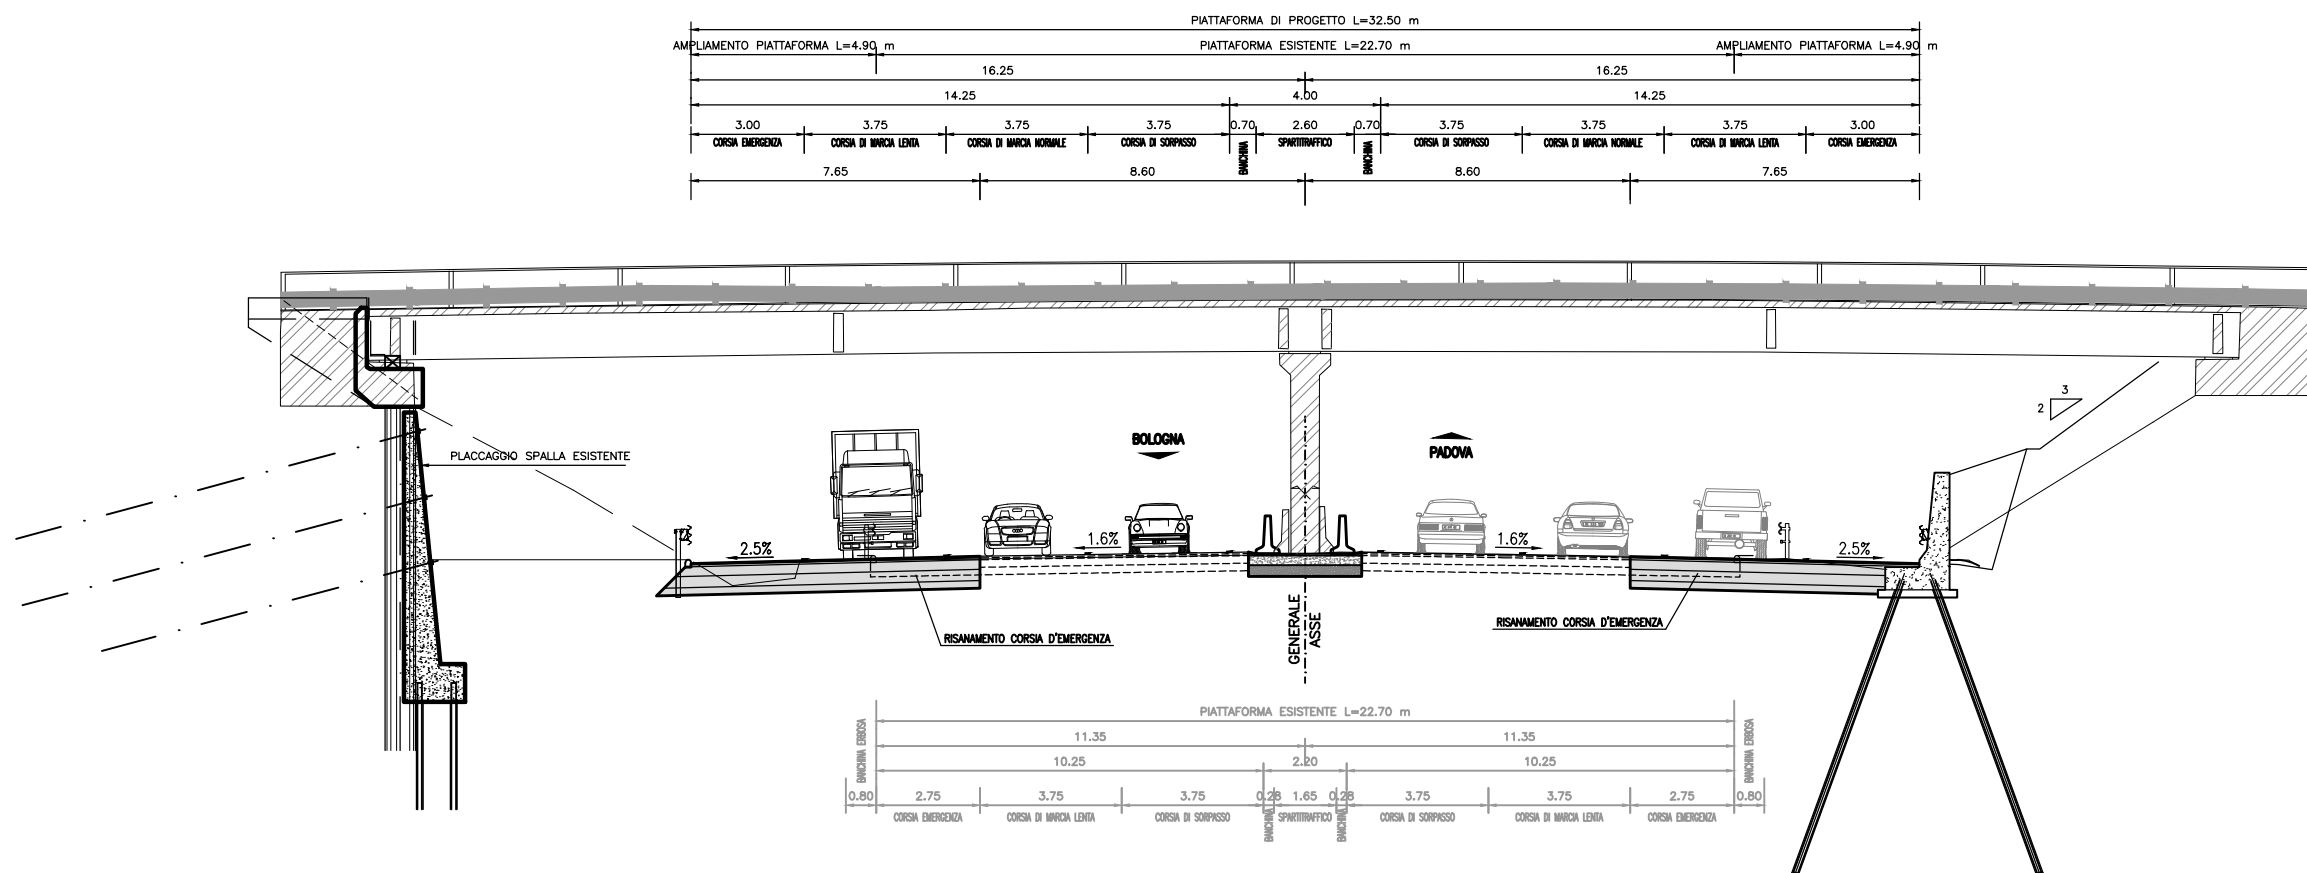 PIATTAFORMA DI PROGETTO L=32.50 m
AMPLIAMENTO PIATTAFORMA L=4.90 m
PIATTAFORMA ESISTENTE L=22.70 m
AMPLIAMENTO PIATTAFORMA L=4.90 m
16.25
16.25
14.25
4.00
14.25
3.00
3.75
3.75
3.75
0.70
2.60
0.70
3.75
3.75
3.75
3.00
CORSIA EMERGENZA
CORSIA DI MARCIA LENTA
CORSIA DI MARCIA NORMALE
CORSIA DI SORPASSO
BANCHINA
SPARTITRAFFICO
BANCHINA
CORSIA DI SORPASSO
CORSIA DI MARCIA NORMALE
CORSIA DI MARCIA LENTA
CORSIA EMERGENZA
7.65
8.60
8.60
7.65
3
2
BOLOGNA
PADOVA
PLACCAGGIO SPALLA ESISTENTE
2.5%
1.6%
1.6%
2.5%
RISANAMENTO CORSIA D'EMERGENZA
RISANAMENTO CORSIA D'EMERGENZA
GENERALE
ASSE
PIATTAFORMA ESISTENTE L=22.70 m
BANCHINA ERBOSA
BANCHINA ERBOSA
11.35
11.35
10.25
2.20
10.25
0.80
2.75
3.75
3.75
0.28
1.65
0.28
3.75
3.75
2.75
0.80
CORSIA EMERGENZA
CORSIA DI MARCIA LENTA
CORSIA DI SORPASSO
BANCHINA
SPARTITRAFFICO
BANCHINA
CORSIA DI SORPASSO
CORSIA DI MARCIA LENTA
CORSIA EMERGENZA